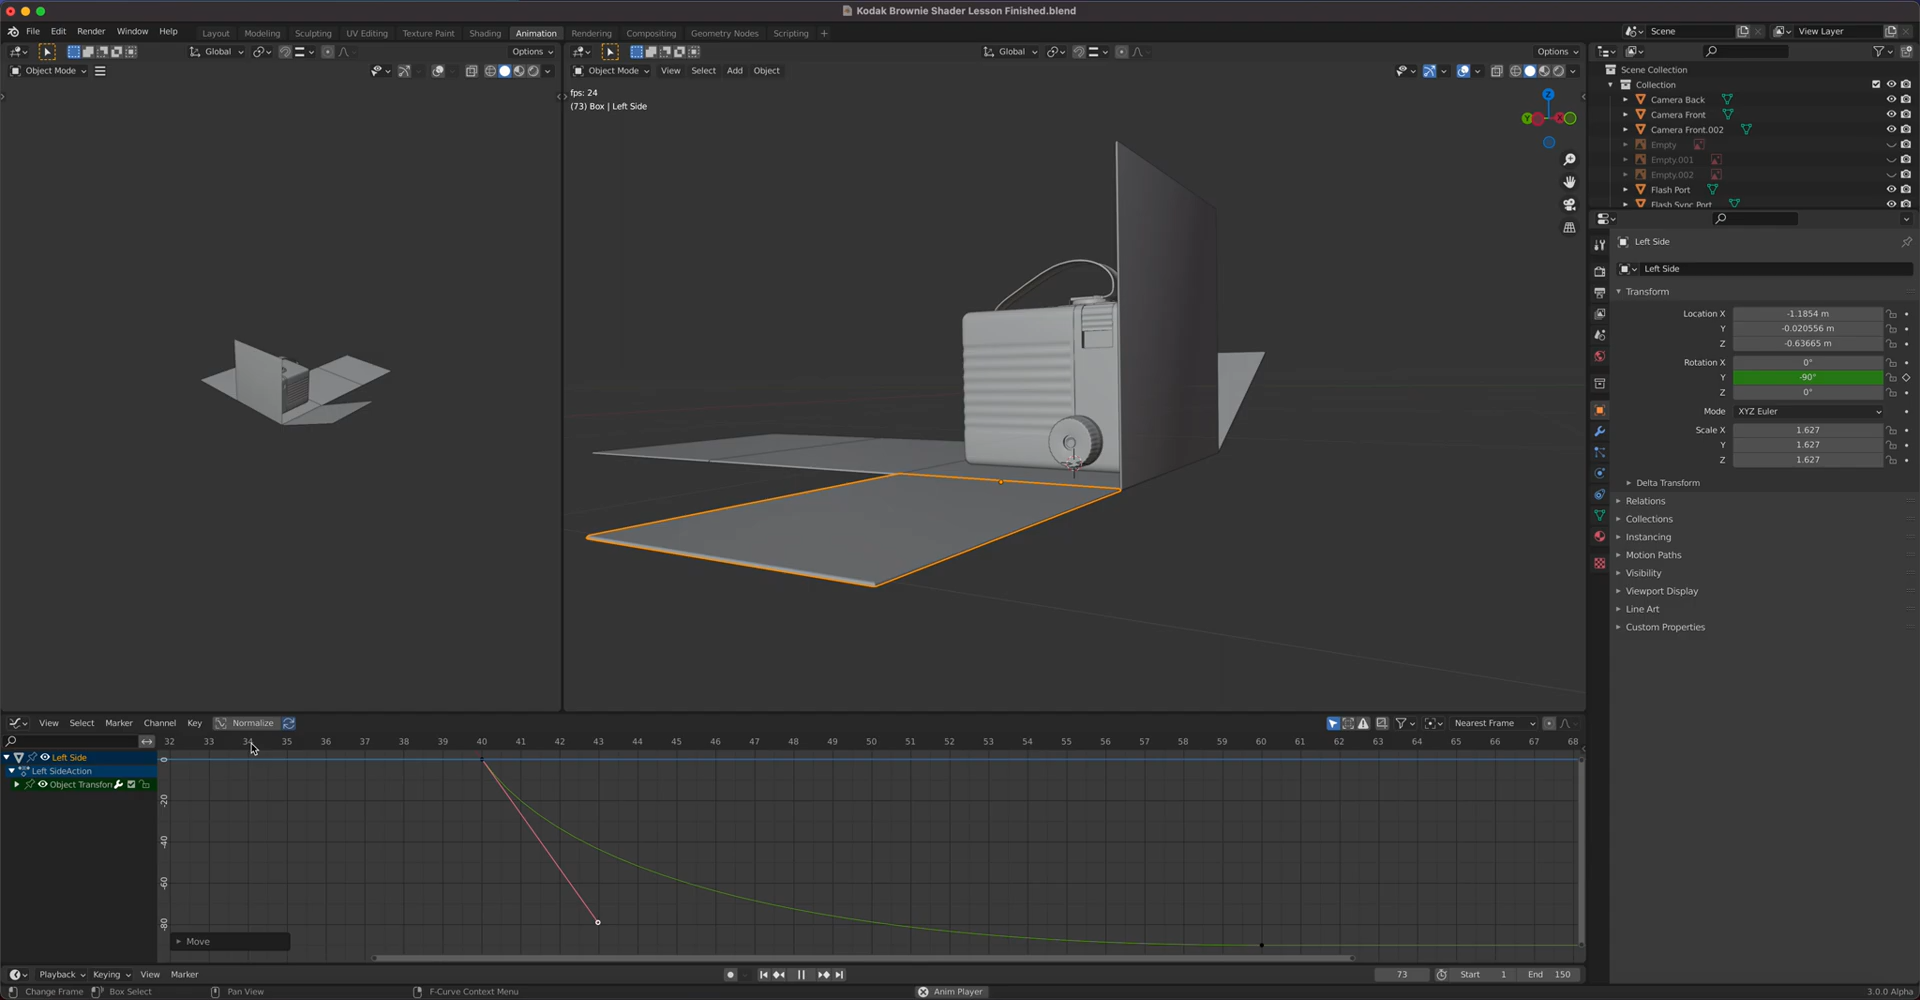 Kodak Brownie Shader Lesson Finished.blend
File Edit Render Window Help
Layout Modeling Sculpting UV Editing Texture Paint Shading Animation Rendering Compositing Geometry Nodes Scripting +
Scene View Layer
Global Options
Global Options
Object Mode
Object Mode View Select Add Object
fps: 24
(73) Box | Left Side
Z
Y
X
Scene Collection
Collection
Camera Back
Camera Front
Camera Front.002
Empty
Empty.001
Empty.002
Flash Port
Flash Sync Port
Left Side
Left Side
Transform
Location X -1.1854 m
Y -0.020556 m
Z -0.63665 m
Rotation X 0°
Y -90°
Z 0°
Mode XYZ Euler
Scale X 1.627
Y 1.627
Z 1.627
Delta Transform
Relations
Collections
Instancing
Motion Paths
Visibility
Viewport Display
Line Art
Custom Properties
View Select Marker Channel Key Normalize Nearest Frame
32 33 34 35 36 37 38 39 40 41 42 43 44 45 46 47 48 49 50 51 52 53 54 55 56 57 58 59 60 61 62 63 64 65 66 67 68
Left Side
Left SideAction
Object Transfor
0
-20
-40
-60
-80
Move
Playback Keying View Marker 73 Start 1 End 150
Change Frame Box Select Pan View F-Curve Context Menu Anim Player 3.0.0 Alpha